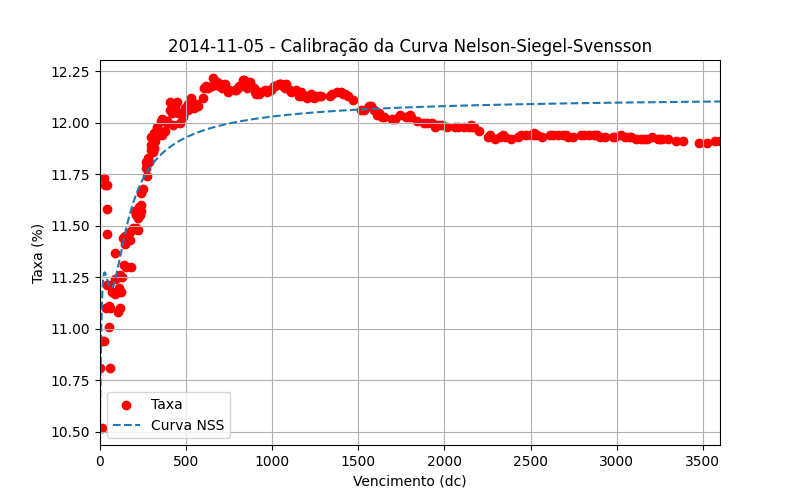 2014-11-05 - Calibração da Curva Nelson-Siegel-Svensson
Taxa (%)
12.25
12.00
11.75
11.50
11.25
11.00
10.75
10.50
Taxa
Curva NSS
0 500 1000 1500 2000 2500 3000 3500
Vencimento (dc)